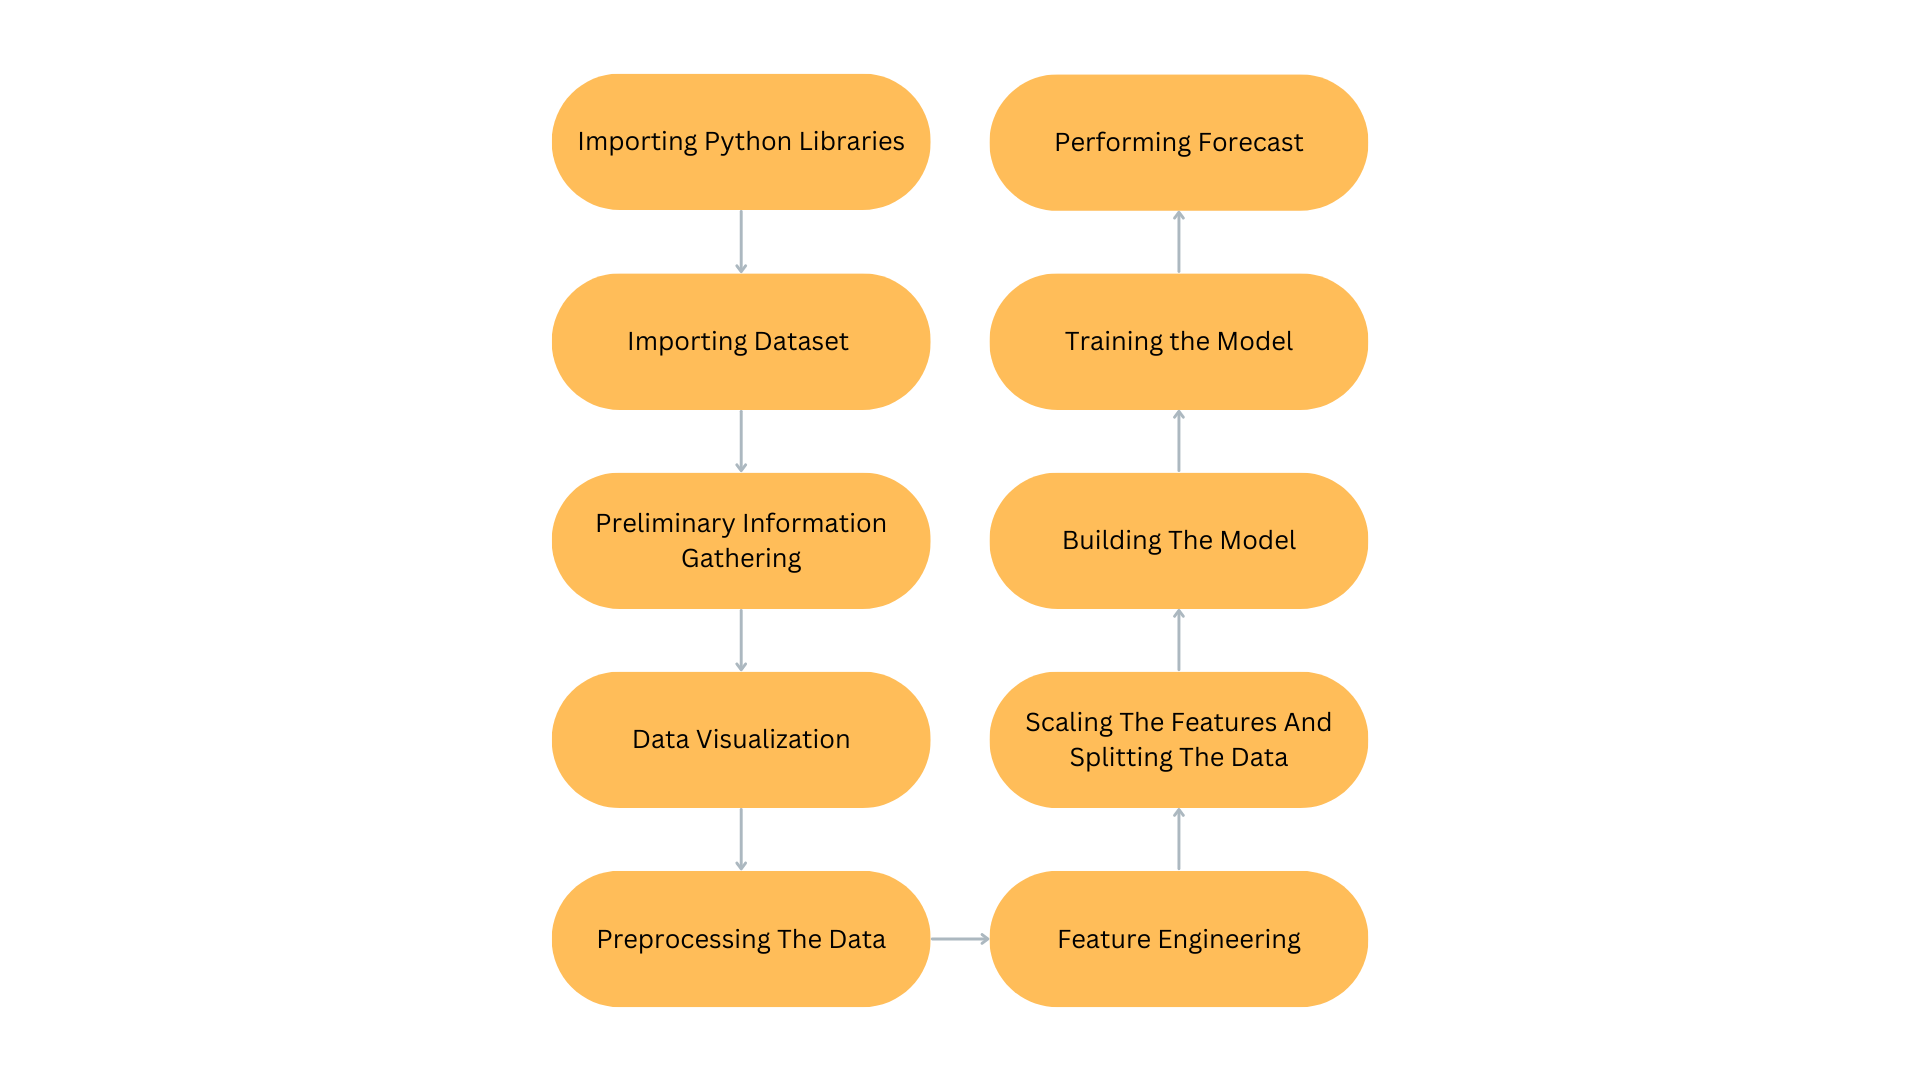 Importing Python Libraries
Importing Dataset
Preliminary Information
Gathering
Data Visualization
Preprocessing The Data
Feature Engineering
Scaling The Features And
Splitting The Data
Building The Model
Training the Model
Performing Forecast